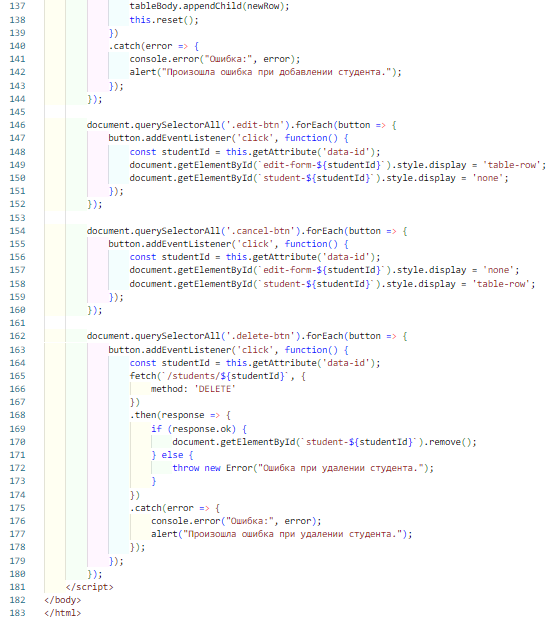 137 tableBody.appendChild(newRow);
138 this.reset();
139 })
140 .catch(error => {
141 console.error("Ошибка:", error);
142 alert("Произошла ошибка при добавлении студента.");
143 });
144 });
145
146 document.querySelectorAll('.edit-btn').forEach(button => {
147 button.addEventListener('click', function() {
148 const studentId = this.getAttribute('data-id');
149 document.getElementById(`edit-form-${studentId}`).style.display = 'table-row';
150 document.getElementById(`student-${studentId}`).style.display = 'none';
151 });
152 });
153
154 document.querySelectorAll('.cancel-btn').forEach(button => {
155 button.addEventListener('click', function() {
156 const studentId = this.getAttribute('data-id');
157 document.getElementById(`edit-form-${studentId}`).style.display = 'none';
158 document.getElementById(`student-${studentId}`).style.display = 'table-row';
159 });
160 });
161
162 document.querySelectorAll('.delete-btn').forEach(button => {
163 button.addEventListener('click', function() {
164 const studentId = this.getAttribute('data-id');
165 fetch(`/students/${studentId}`, {
166 method: 'DELETE'
167 })
168 .then(response => {
169 if (response.ok) {
170 document.getElementById(`student-${studentId}`).remove();
171 } else {
172 throw new Error("Ошибка при удалении студента.");
173 }
174 })
175 .catch(error => {
176 console.error("Ошибка:", error);
177 alert("Произошла ошибка при удалении студента.");
178 });
179 });
180 });
181 </script>
182 </body>
183 </html>